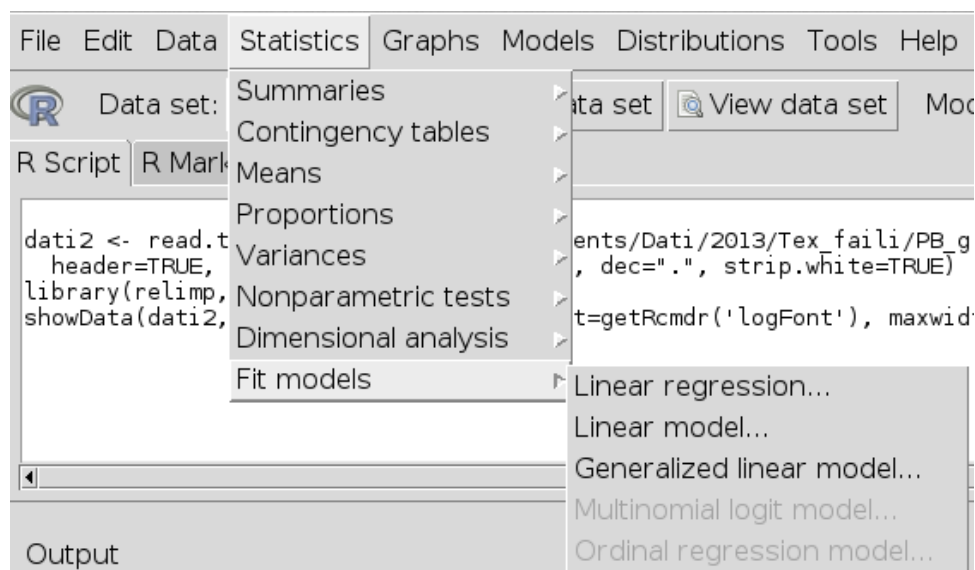 File Edit Data Statistics Graphs Models Distributions Tools Help
R Data set: ata set View data set
R Script R Mark
Summaries
Contingency tables
Means
Proportions
Variances
Nonparametric tests
Dimensional analysis
Fit models
Linear regression...
Linear model...
Generalized linear model...
Multinomial logit model...
Ordinal regression model...
dati2 <- read.t ents/Dati/2013/Tex_faili/PB_g
header=TRUE, , dec=".", strip.white=TRUE)
library(relimp,
showData(dati2, t=getRcmdr('logFont'), maxwid
Output